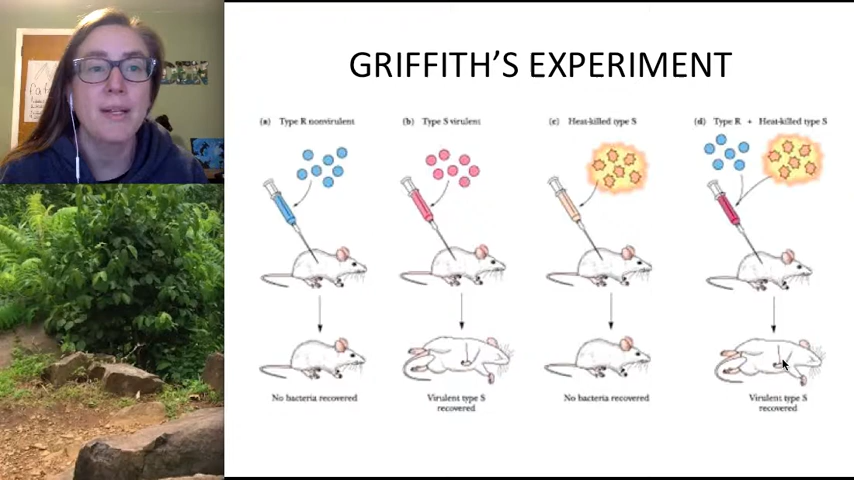 GRIFFITH'S EXPERIMENT
(a) Type R nonvirulent
(b) Type S virulent
(c) Heat-killed type S
(d) Type R + Heat-killed type S
No bacteria recovered
Virulent type S
recovered
No bacteria recovered
Virulent type S
recovered